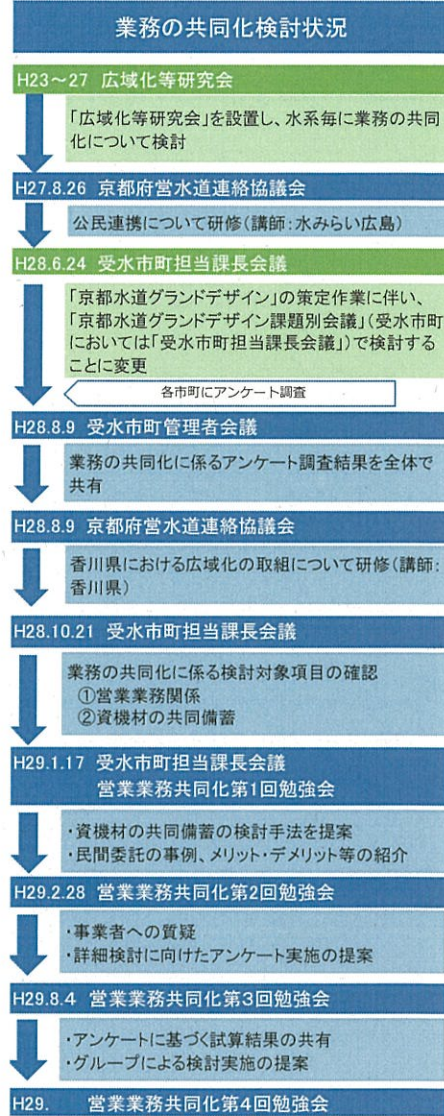 業務の共同化検討状況
H23～27 広域化等研究会
「広域化等研究会」を設置し、水系毎に業務の共同
化について検討
H27.8.26 京都府営水道連絡協議会
公民連携について研修(講師:水みらい広島)
H28.6.24 受水市町担当課長会議
「京都水道グランドデザイン」の策定作業に伴い、
「京都水道グランドデザイン課題別会議」(受水市町
においては「受水市町担当課長会議」)で検討する
ことに変更
各市町にアンケート調査
H28.8.9 受水市町管理者会議
業務の共同化に係るアンケート調査結果を全体で
共有
H28.8.9 京都府営水道連絡協議会
香川県における広域化の取組について研修(講師:
香川県)
H28.10.21 受水市町担当課長会議
業務の共同化に係る検討対象項目の確認
①営業業務関係
②資機材の共同備蓄
H29.1.17 受水市町担当課長会議
営業業務共同化第1回勉強会
・資機材の共同備蓄の検討手法を提案
・民間委託の事例、メリット・デメリット等の紹介
H29.2.28 営業業務共同化第2回勉強会
・事業者への質疑
・詳細検討に向けたアンケート実施の提案
H29.8.4 営業業務共同化第3回勉強会
・アンケートに基づく試算結果の共有
・グループによる検討実施の提案
H29. 営業業務共同化第4回勉強会